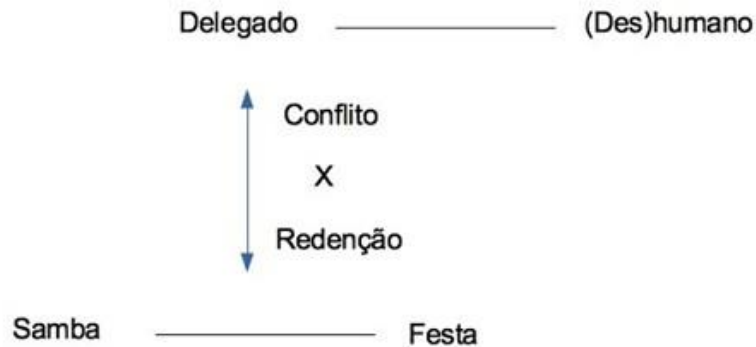 Delegado (Des)humano
Conflito
X
Redenção
Samba Festa